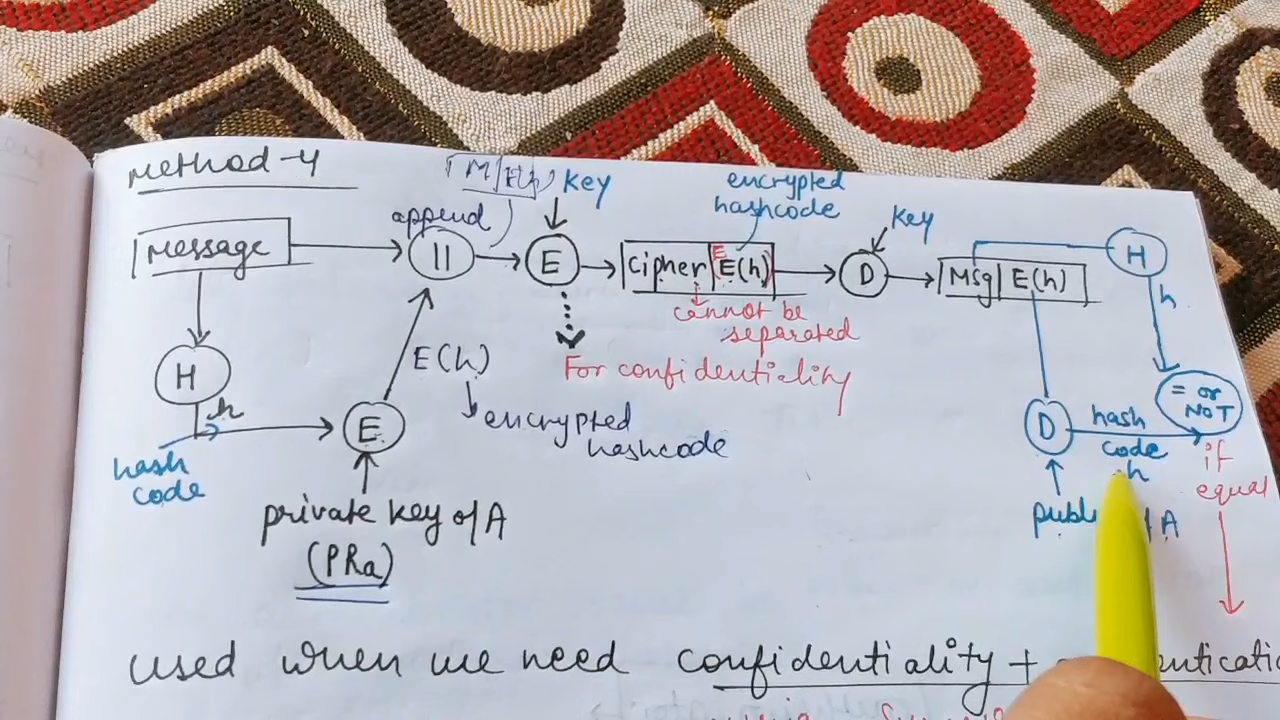 Method-4
M E(h)
Key
append
encrypted
hashcode
Key
Message
||
E
Cipher E E(h)
D
Msg E(h)
H
cannot be
separated
For confidentiality
h
= or
NOT
H
h
E(h)
encrypted
hashcode
E
hash
code
D
hash
code
h
if
equal
private key of A
(PRa)
A
used when we need confidentiality +